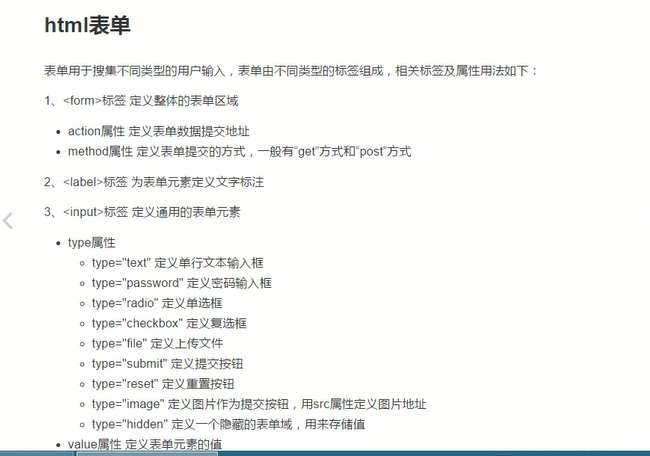 html表单
表单用于搜集不同类型的用户输入，表单由不同类型的标签组成，相关标签及属性用法如下：
1、<form>标签 定义整体的表单区域
• action属性 定义表单数据提交地址
• method属性 定义表单提交的方式，一般有“get”方式和“post”方式
2、<label>标签 为表单元素定义文字标注
3、<input>标签 定义通用的表单元素
• type属性
◦ type="text" 定义单行文本输入框
◦ type="password" 定义密码输入框
◦ type="radio" 定义单选框
◦ type="checkbox" 定义复选框
◦ type="file" 定义上传文件
◦ type="submit" 定义提交按钮
◦ type="reset" 定义重置按钮
◦ type="image" 定义图片作为提交按钮，用src属性定义图片地址
◦ type="hidden" 定义一个隐藏的表单域，用来存储值
• value属性 定义表单元素的值